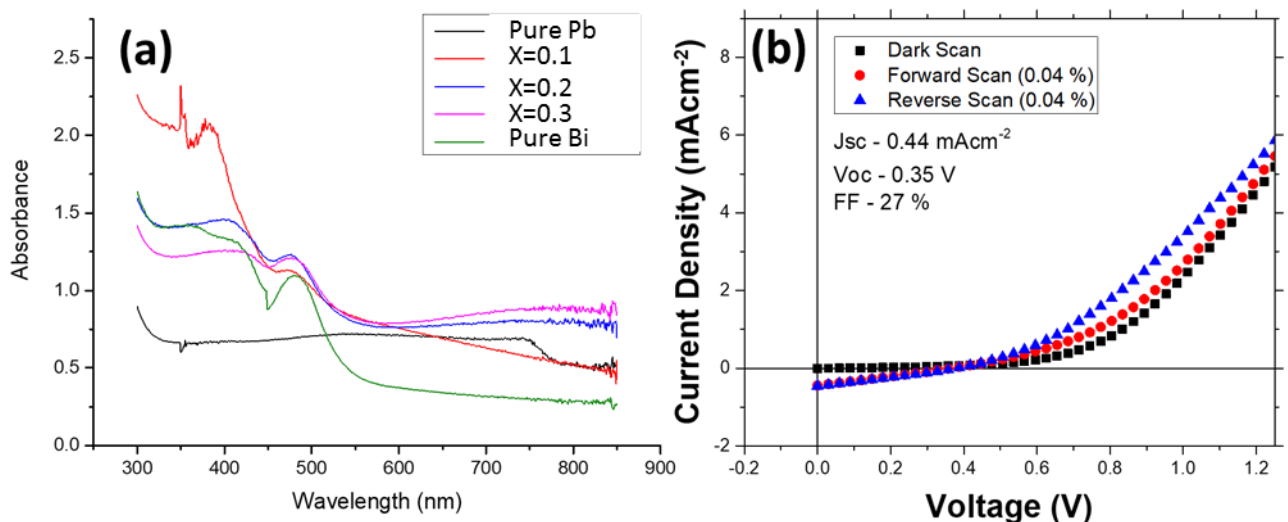 (a)
Pure Pb
X=0.1
X=0.2
X=0.3
Pure Bi
2.5
2.0
1.5
1.0
0.5
0.0
Absorbance
300 400 500 600 700 800 900
Wavelength (nm)
(b)
Dark Scan
Forward Scan (0.04 %)
Reverse Scan (0.04 %)
Jsc - 0.44 mAcm-2
Voc - 0.35 V
FF - 27 %
8
6
4
2
0
-2
Current Density (mAcm-2)
-0.2 0.0 0.2 0.4 0.6 0.8 1.0 1.2
Voltage (V)